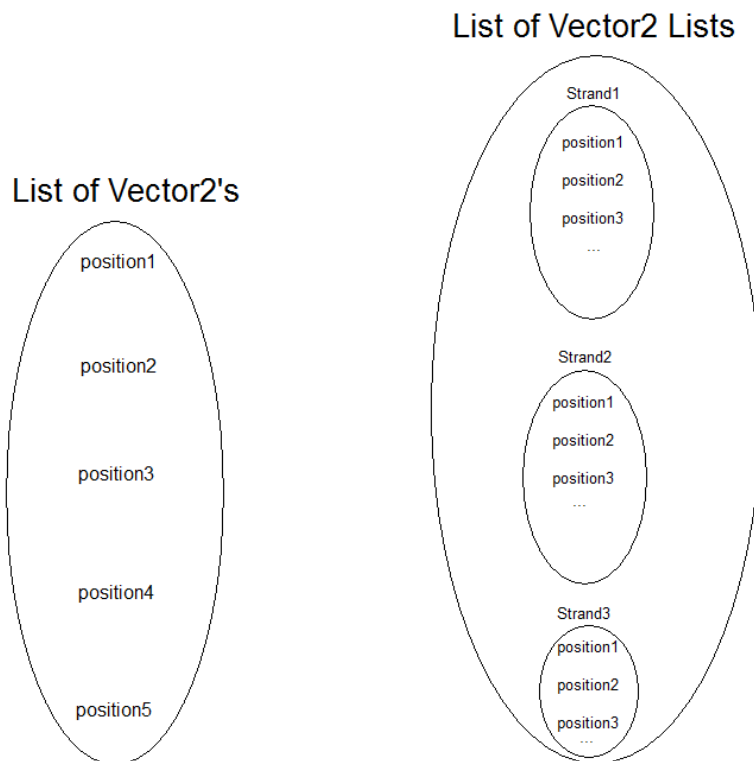 List of Vector2's
position1
position2
position3
position4
position5
List of Vector2 Lists
Strand1
position1
position2
position3
...
Strand2
position1
position2
position3
...
Strand3
position1
position2
position3
...